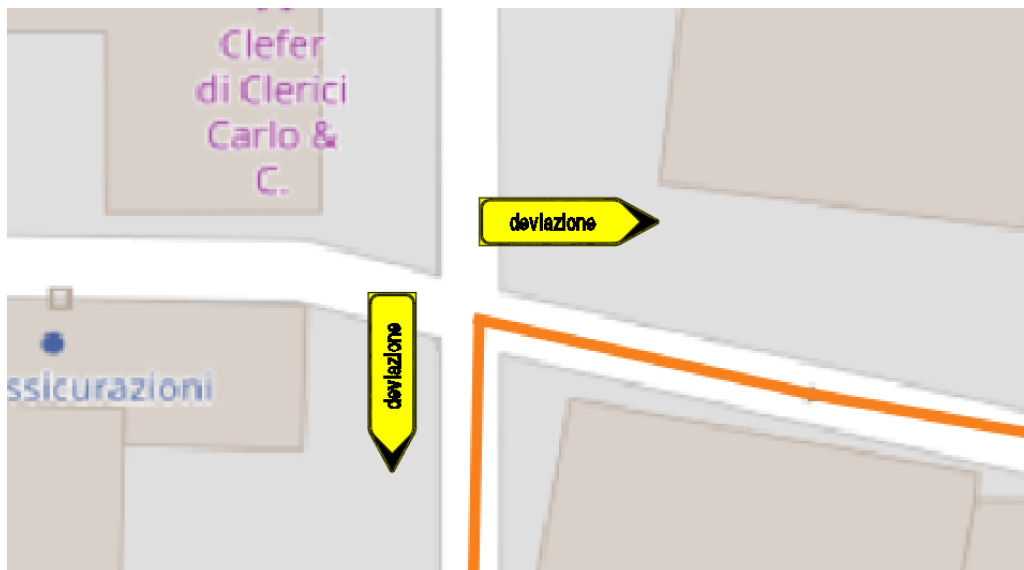 Clefer
di Clerici
Carlo &
C.
deviazione
deviazione
ssicurazioni